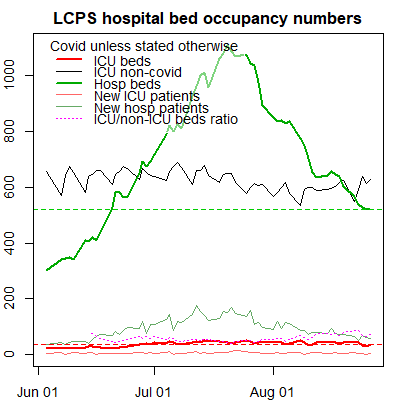 LCPS hospital bed occupancy numbers
Covid unless stated otherwise
ICU beds
ICU non-covid
Hosp beds
New ICU patients
New hosp patients
ICU/non-ICU beds ratio
1000
800
600
400
200
0
Jun 01 Jul 01 Aug 01